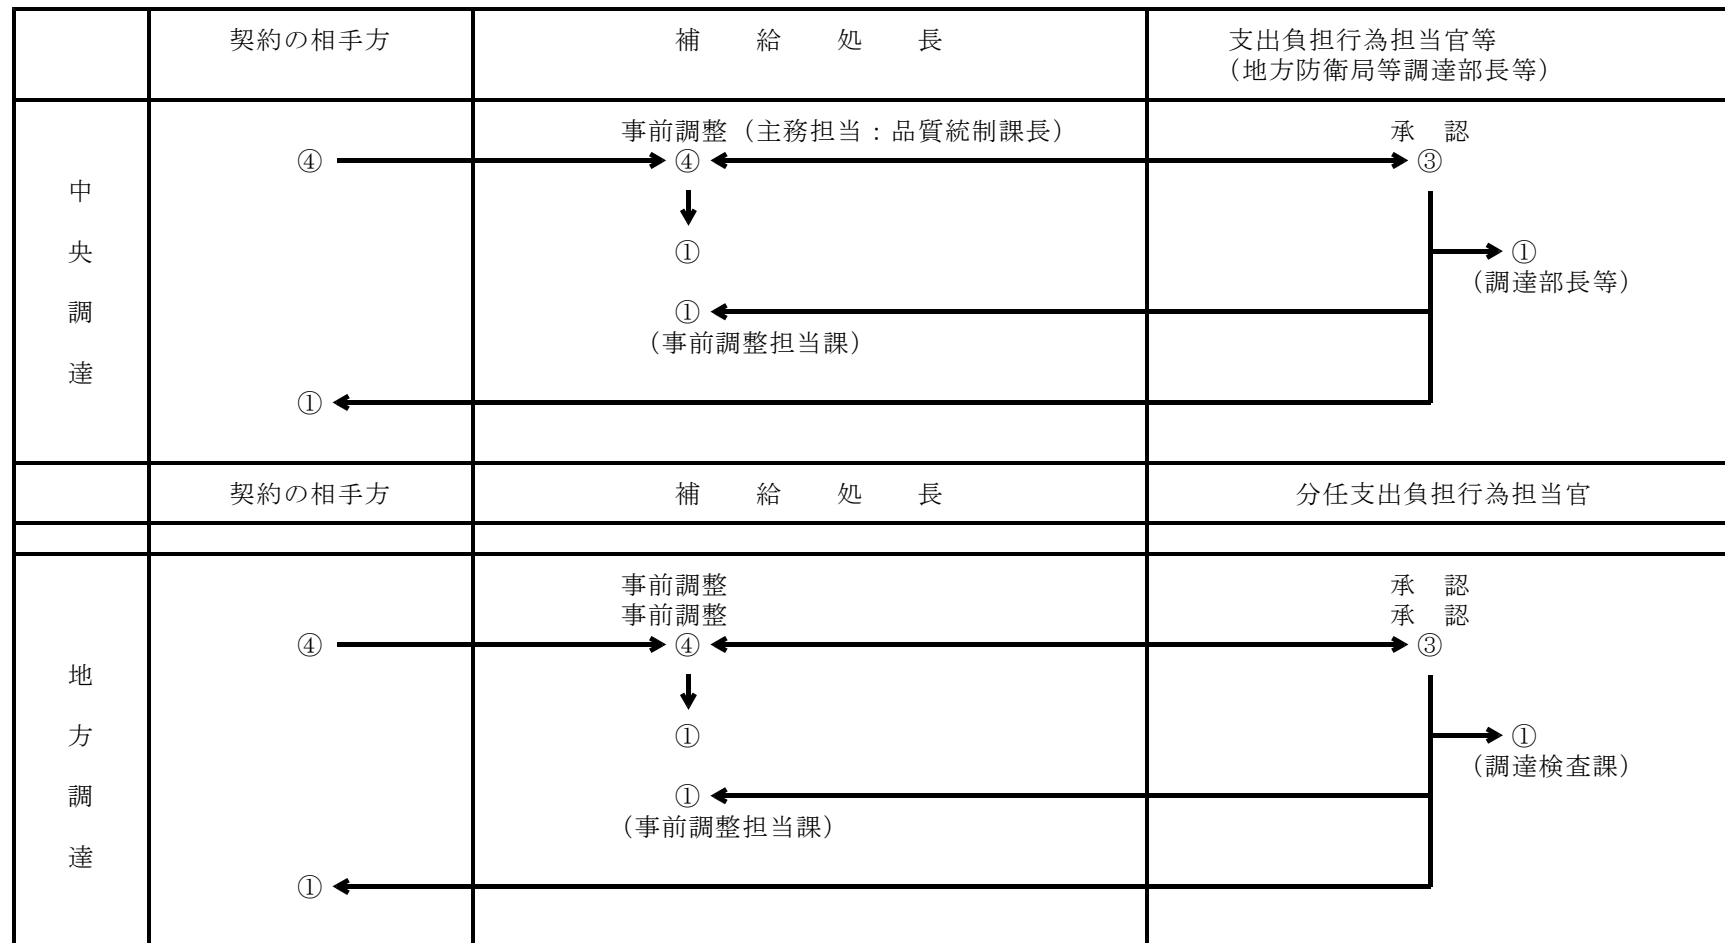 契約の相手方
補　給　処　長
支出負担行為担当官等
（地方防衛局等調達部長等）
中央調達
事前調整（主務担当：品質統制課長）
承　認
④
④
③
①
①
（調達部長等）
①
（事前調整担当課）
①
契約の相手方
補　給　処　長
分任支出負担行為担当官
地方調達
事前調整
承　認
事前調整
承　認
④
④
③
①
①
（調達検査課）
①
（事前調整担当課）
①